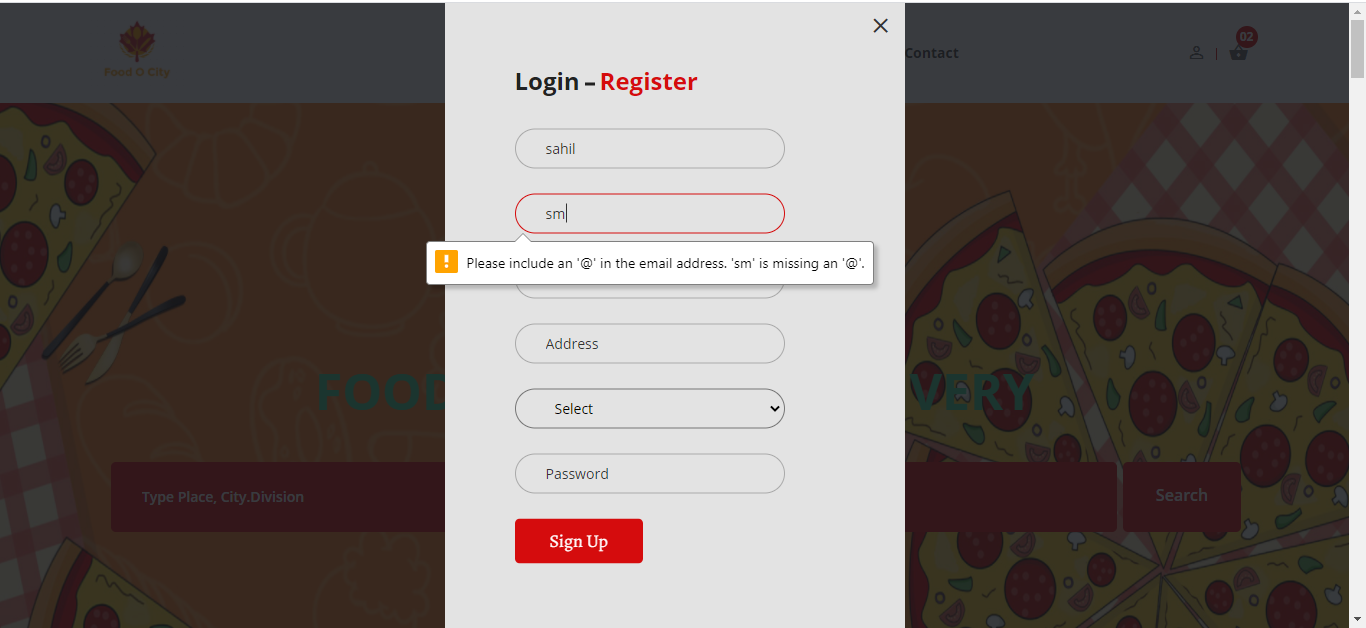 Food O City
Contact
02
Login – Register
sahil
sm
Please include an '@' in the email address. 'sm' is missing an '@'.
Address
FOOD
VERY
Select
Password
Type Place, City.Division
Search
Sign Up